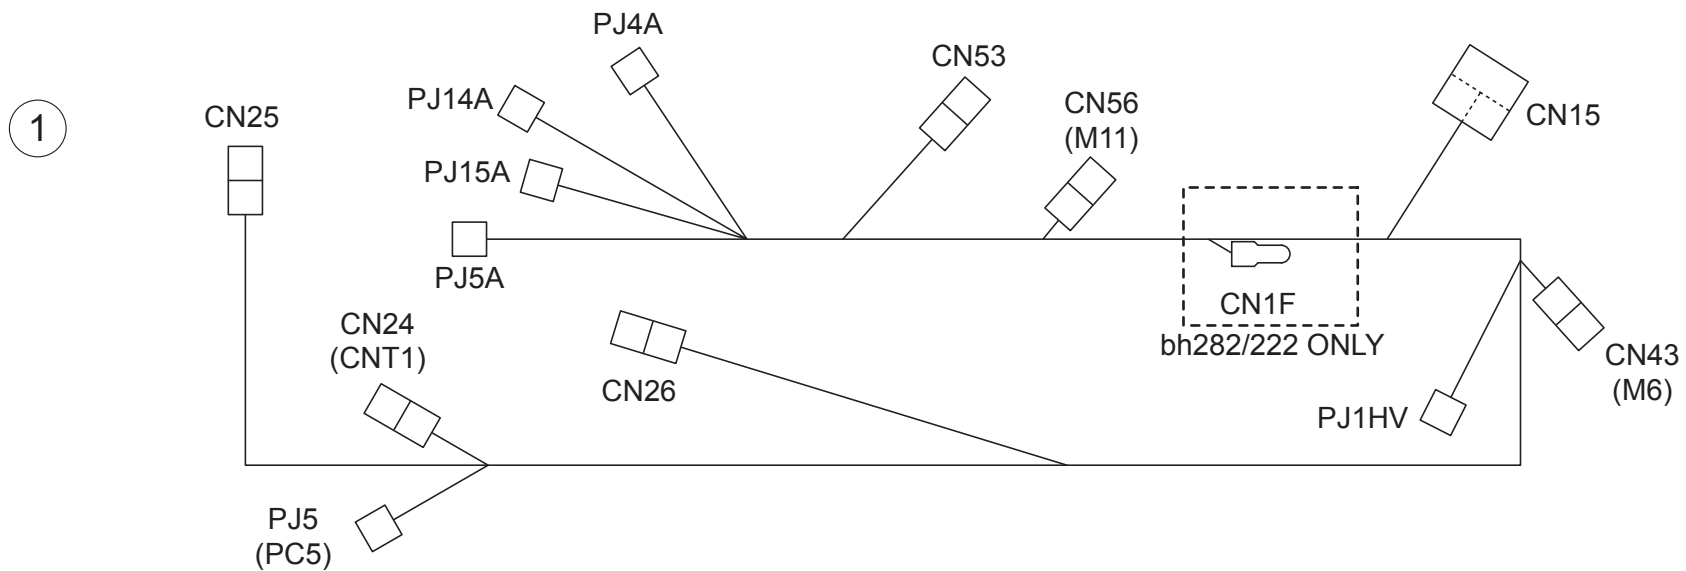 1
PJ4A
CN53
PJ14A
CN56
(M11)
CN25
CN15
PJ15A
PJ5A
CN1F
bh282/222 ONLY
CN24
(CNT1)
CN26
CN43
(M6)
PJ1HV
PJ5
(PC5)